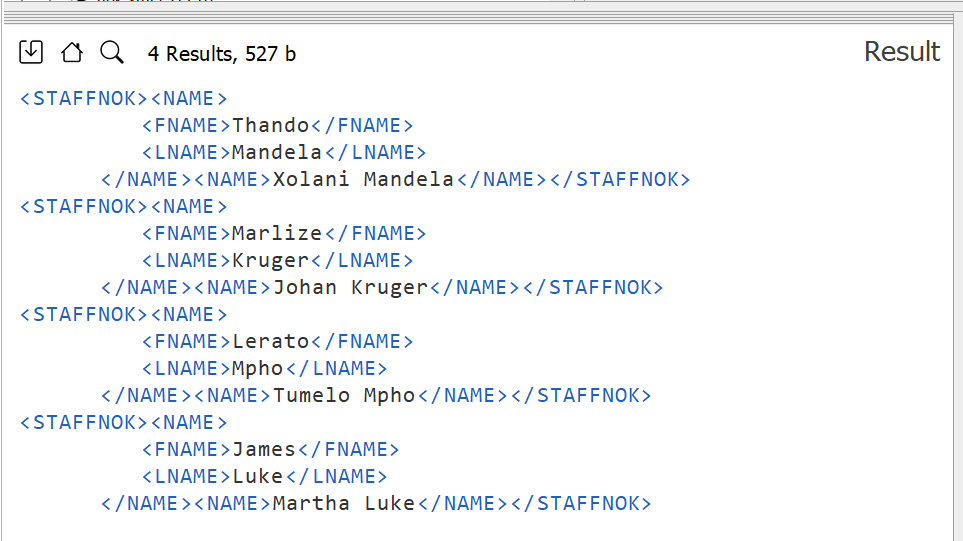 4 Results, 527 b
Result
<STAFFNOK><NAME>
<FNAME>Thando</FNAME>
<LNAME>Mandela</LNAME>
</NAME><NAME>Xolani Mandela</NAME></STAFFNOK>
<STAFFNOK><NAME>
<FNAME>Marlize</FNAME>
<LNAME>Kruger</LNAME>
</NAME><NAME>Johan Kruger</NAME></STAFFNOK>
<STAFFNOK><NAME>
<FNAME>Lerato</FNAME>
<LNAME>Mpho</LNAME>
</NAME><NAME>Tumelo Mpho</NAME></STAFFNOK>
<STAFFNOK><NAME>
<FNAME>James</FNAME>
<LNAME>Luke</LNAME>
</NAME><NAME>Martha Luke</NAME></STAFFNOK>